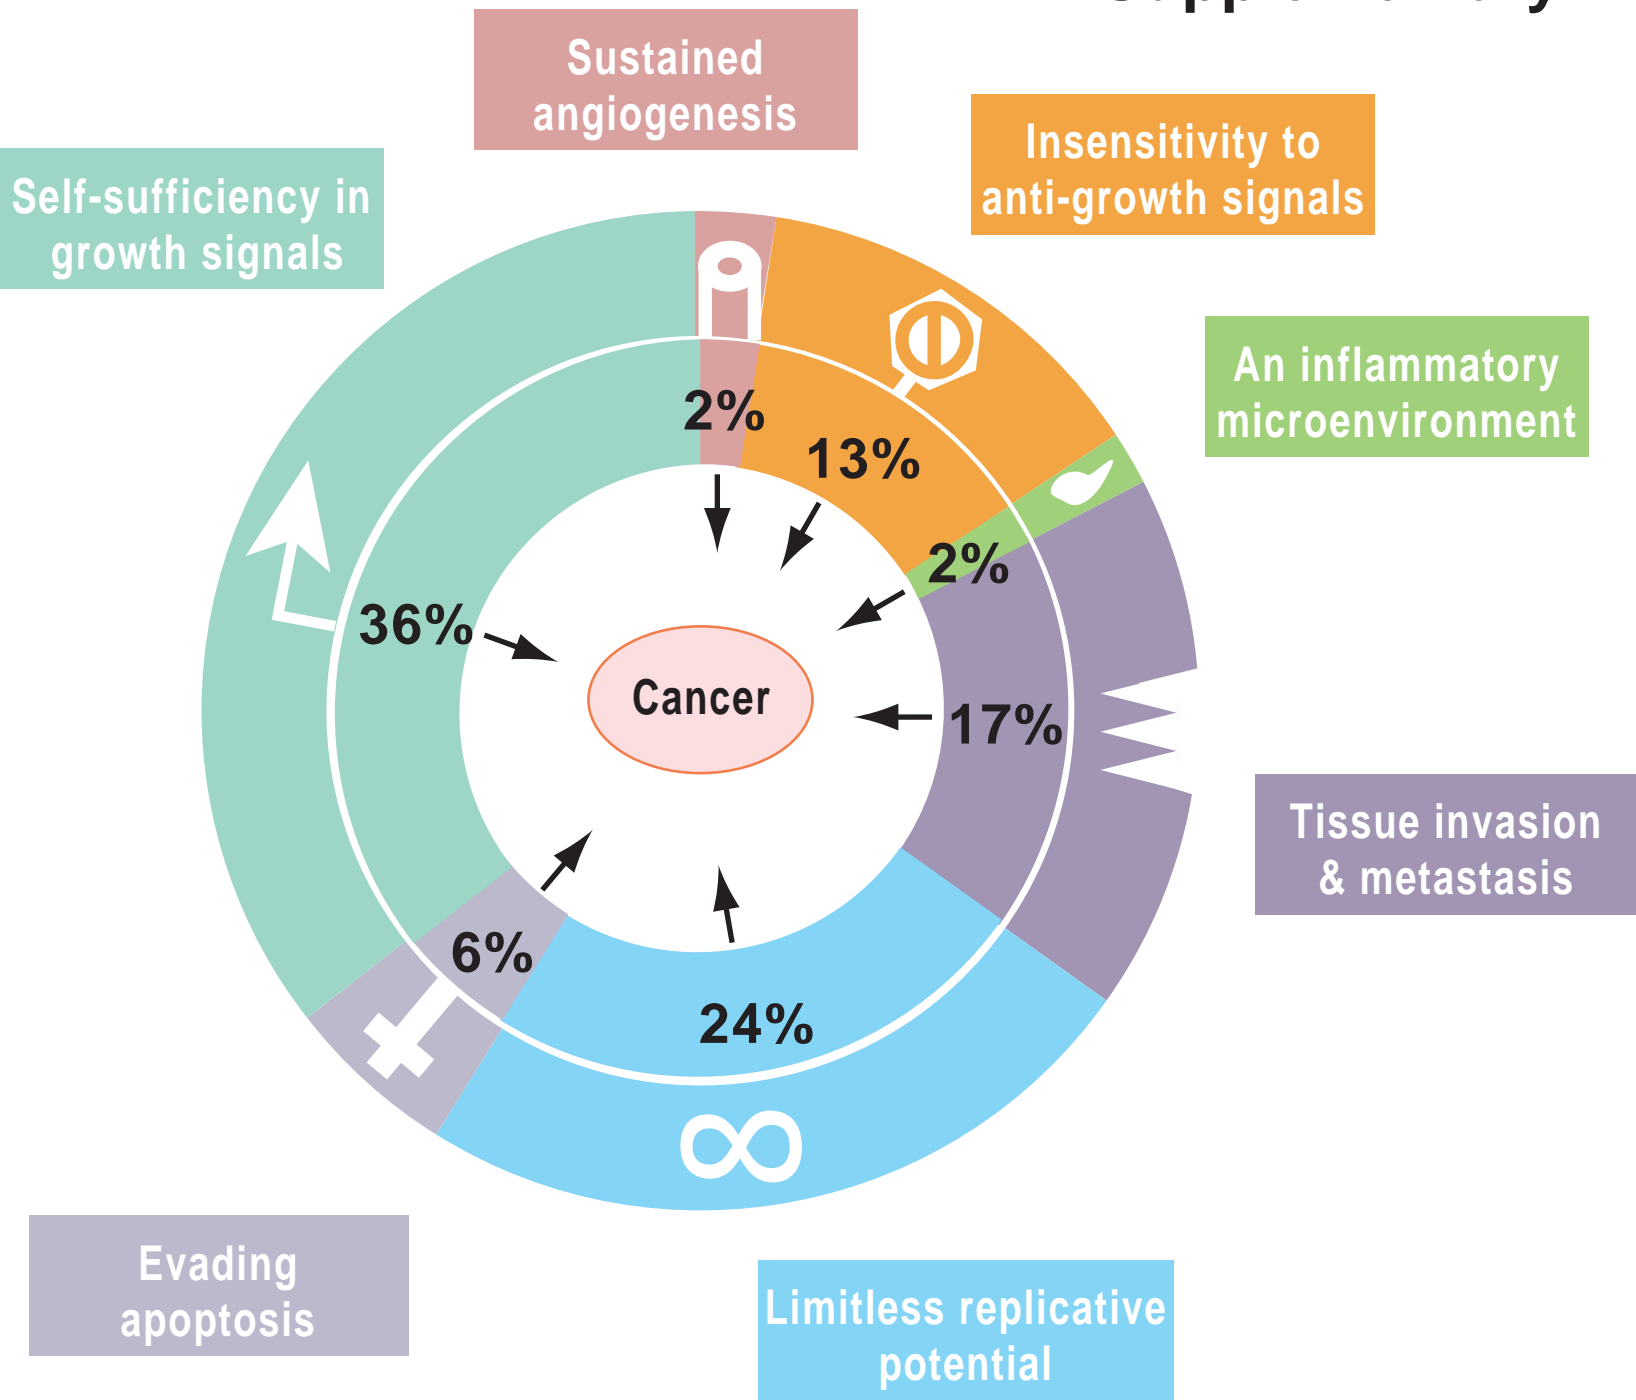 Sustained
angiogenesis
Insensitivity to
anti-growth signals
Self-sufficiency in
growth signals
An inflammatory
microenvironment
2%
13%
2%
36%
Cancer
17%
Tissue invasion
& metastasis
6%
24%
Evading
apoptosis
Limitless replicative
potential